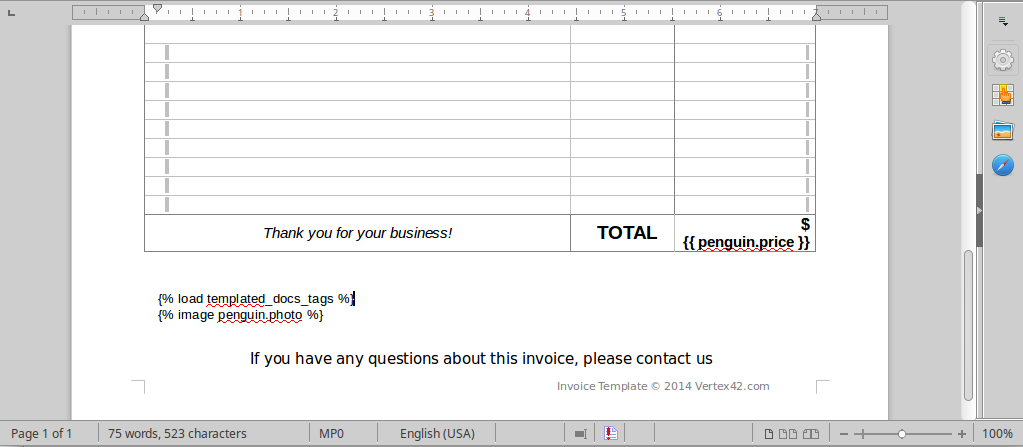 1 2 3 4 5 6 7
Thank you for your business!
TOTAL
$
{{ penguin.price }}
{% load templated_docs_tags %}
{% image penguin.photo %}
If you have any questions about this invoice, please contact us
Invoice Template © 2014 Vertex42.com
Page 1 of 1 75 words, 523 characters MP0 English (USA) 100%